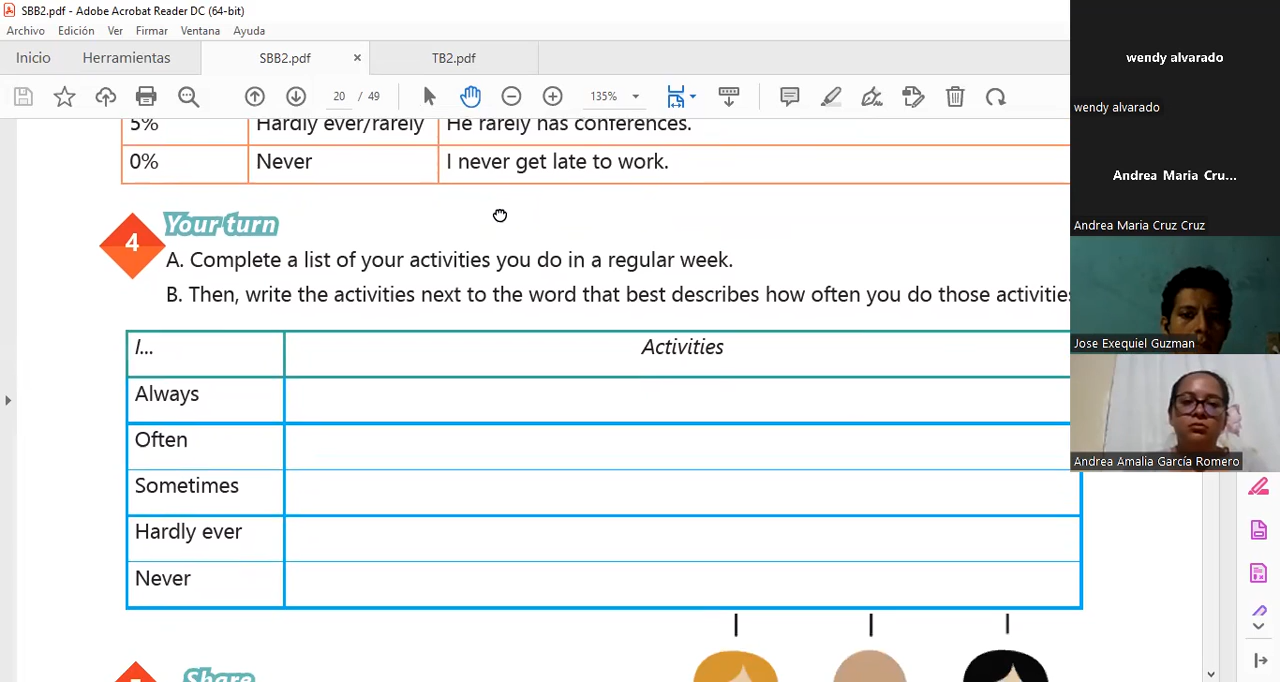 SBB2.pdf - Adobe Acrobat Reader DC (64-bit)
Archivo Edición Ver Firmar Ventana Ayuda
Inicio Herramientas SBB2.pdf × TB2.pdf
20 / 49 135%
5% Hardly ever/rarely He rarely has conferences.
0% Never I never get late to work.
4 Your turn
A. Complete a list of your activities you do in a regular week.
B. Then, write the activities next to the word that best describes how often you do those activities
I... Activities
Always
Often
Sometimes
Hardly ever
Never
Share
wendy alvarado
wendy alvarado
Andrea Maria Cru...
Andrea Maria Cruz Cruz
Jose Exequiel Guzman
Andrea Amalia García Romero